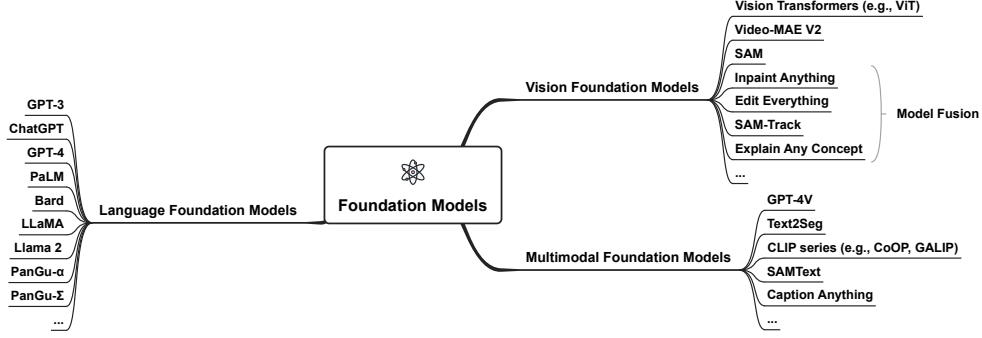 Foundation Models
Language Foundation Models
GPT-3
ChatGPT
GPT-4
PaLM
Bard
LLaMA
Llama 2
PanGu-α
PanGu-Σ
...
Vision Foundation Models
Vision Transformers (e.g., ViT)
Video-MAE V2
SAM
Inpaint Anything
Edit Everything
SAM-Track
Explain Any Concept
...
Model Fusion
Multimodal Foundation Models
GPT-4V
Text2Seg
CLIP series (e.g., CoOP, GALIP)
SAMText
Caption Anything
...